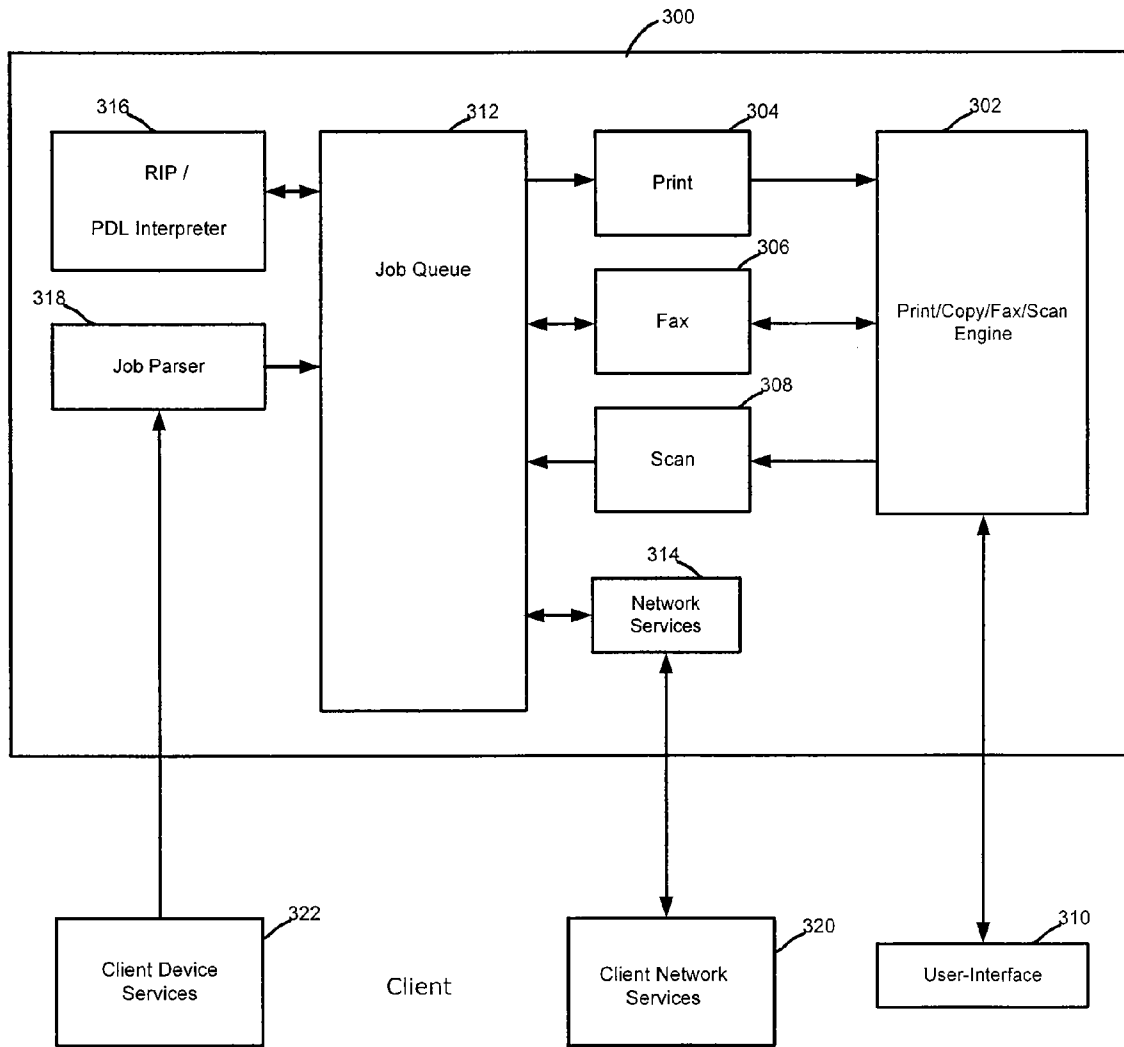 300
316
312
304
302
RIP /
PDL Interpreter
Print
306
Job Queue
318
Fax
Print/Copy/Fax/Scan
Engine
Job Parser
308
Scan
314
Network
Services
322
320
310
Client Device
Services
Client
Client Network
Services
User-Interface